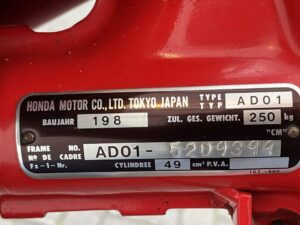 HONDA MOTOR CO., LTD. TOKYO JAPAN TYPE TYP AD01
BAUJAHR 198 ZUL. GES. GEWICHT. 250 kg
"CM"
FRAME NO. Nº DE CADRE Fz-I-Nr. AD01-5209399
CYLINDREE 49 cm³ P.V.A.